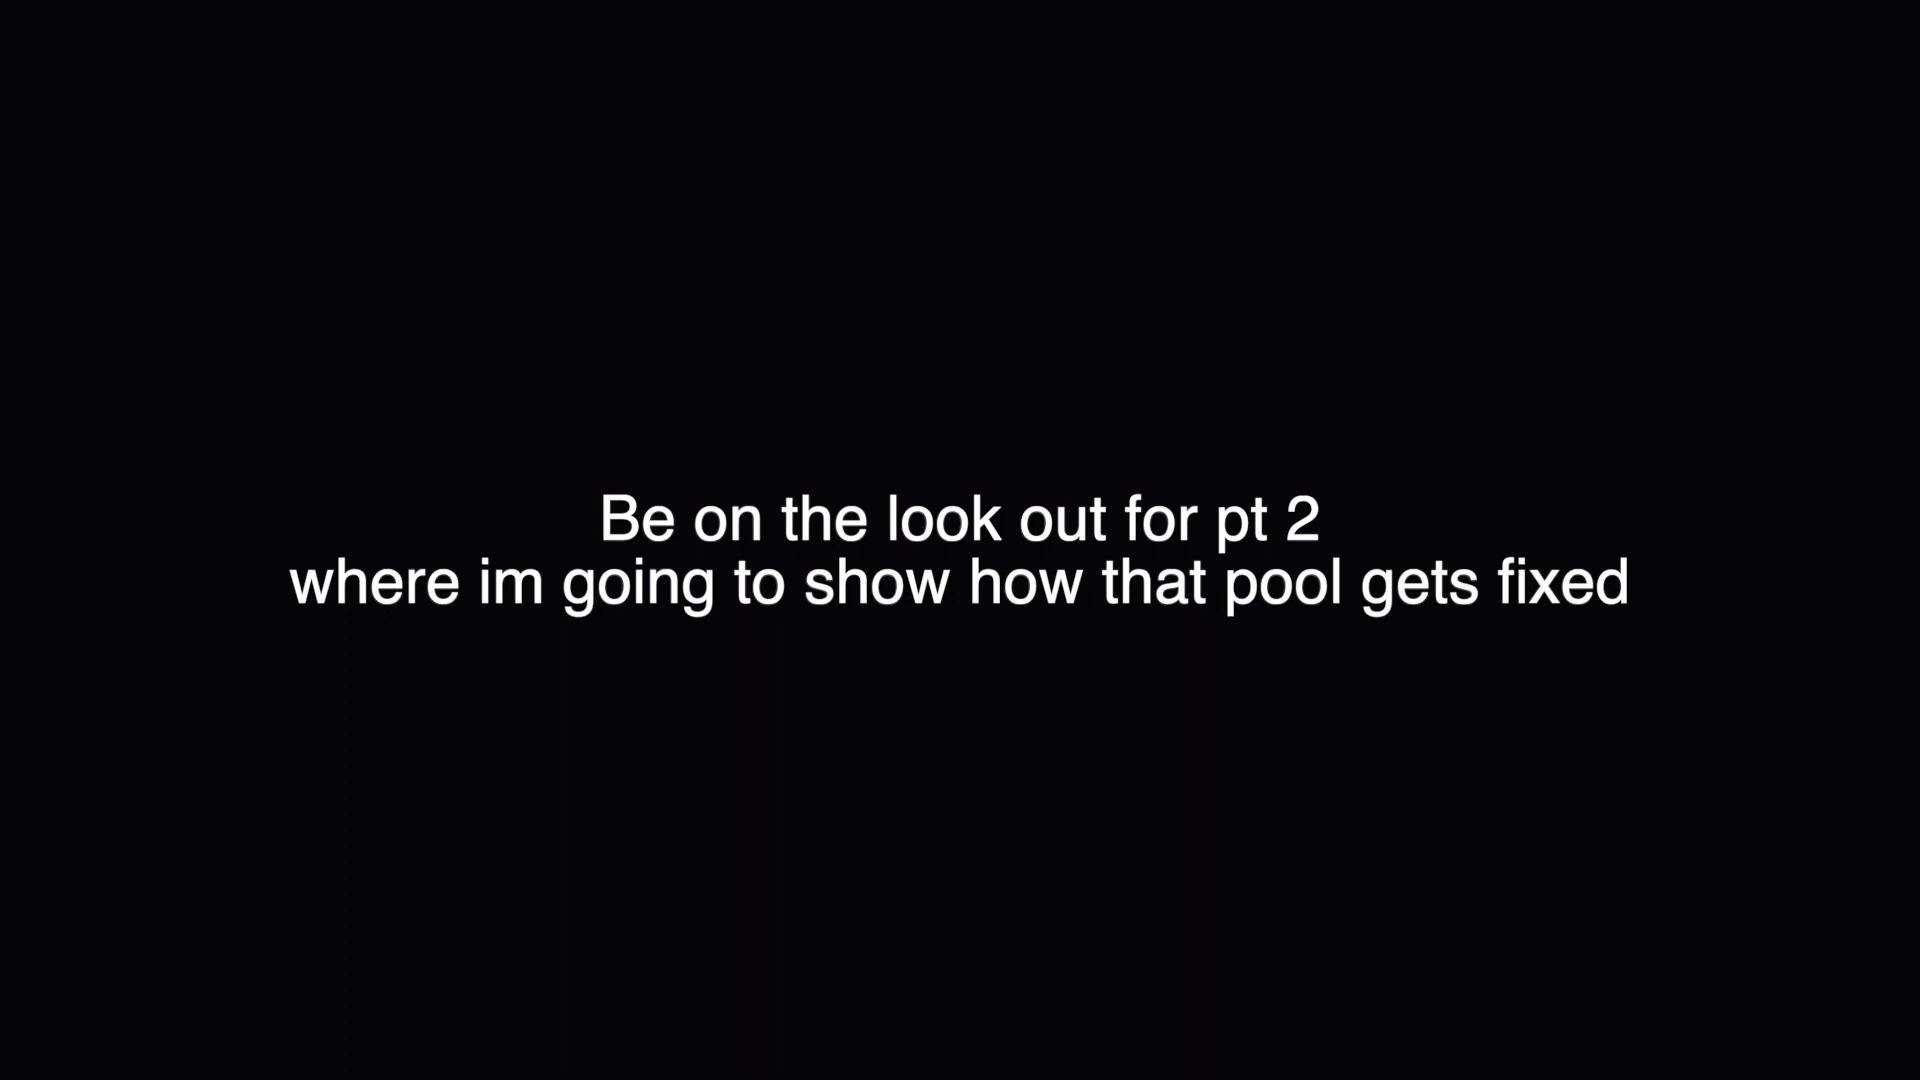 Be on the look out for pt 2
where im going to show how that pool gets fixed